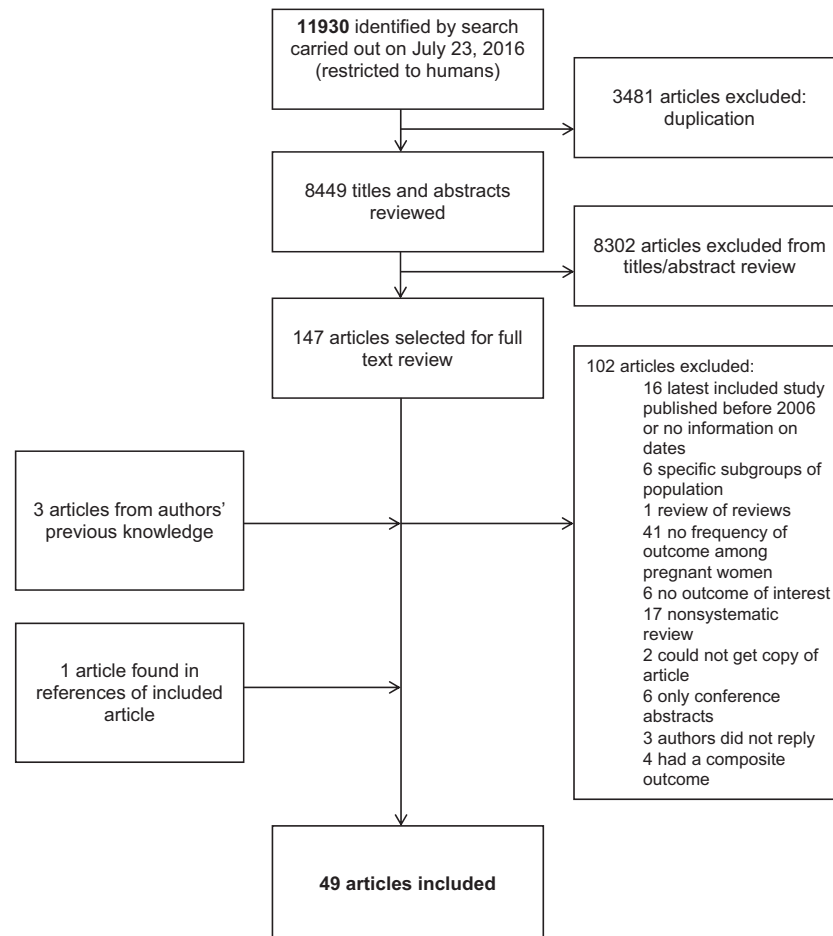 11930 identified by search
carried out on July 23, 2016
(restricted to humans)
3481 articles excluded:
duplication
8449 titles and abstracts
reviewed
8302 articles excluded from
titles/abstract review
147 articles selected for full
text review
102 articles excluded:
16 latest included study
published before 2006
or no information on
dates
6 specific subgroups of
population
1 review of reviews
41 no frequency of
outcome among
pregnant women
6 no outcome of interest
17 nonsystematic
review
2 could not get copy of
article
6 only conference
abstracts
3 authors did not reply
4 had a composite
outcome
3 articles from authors’
previous knowledge
1 article found in
references of included
article
49 articles included